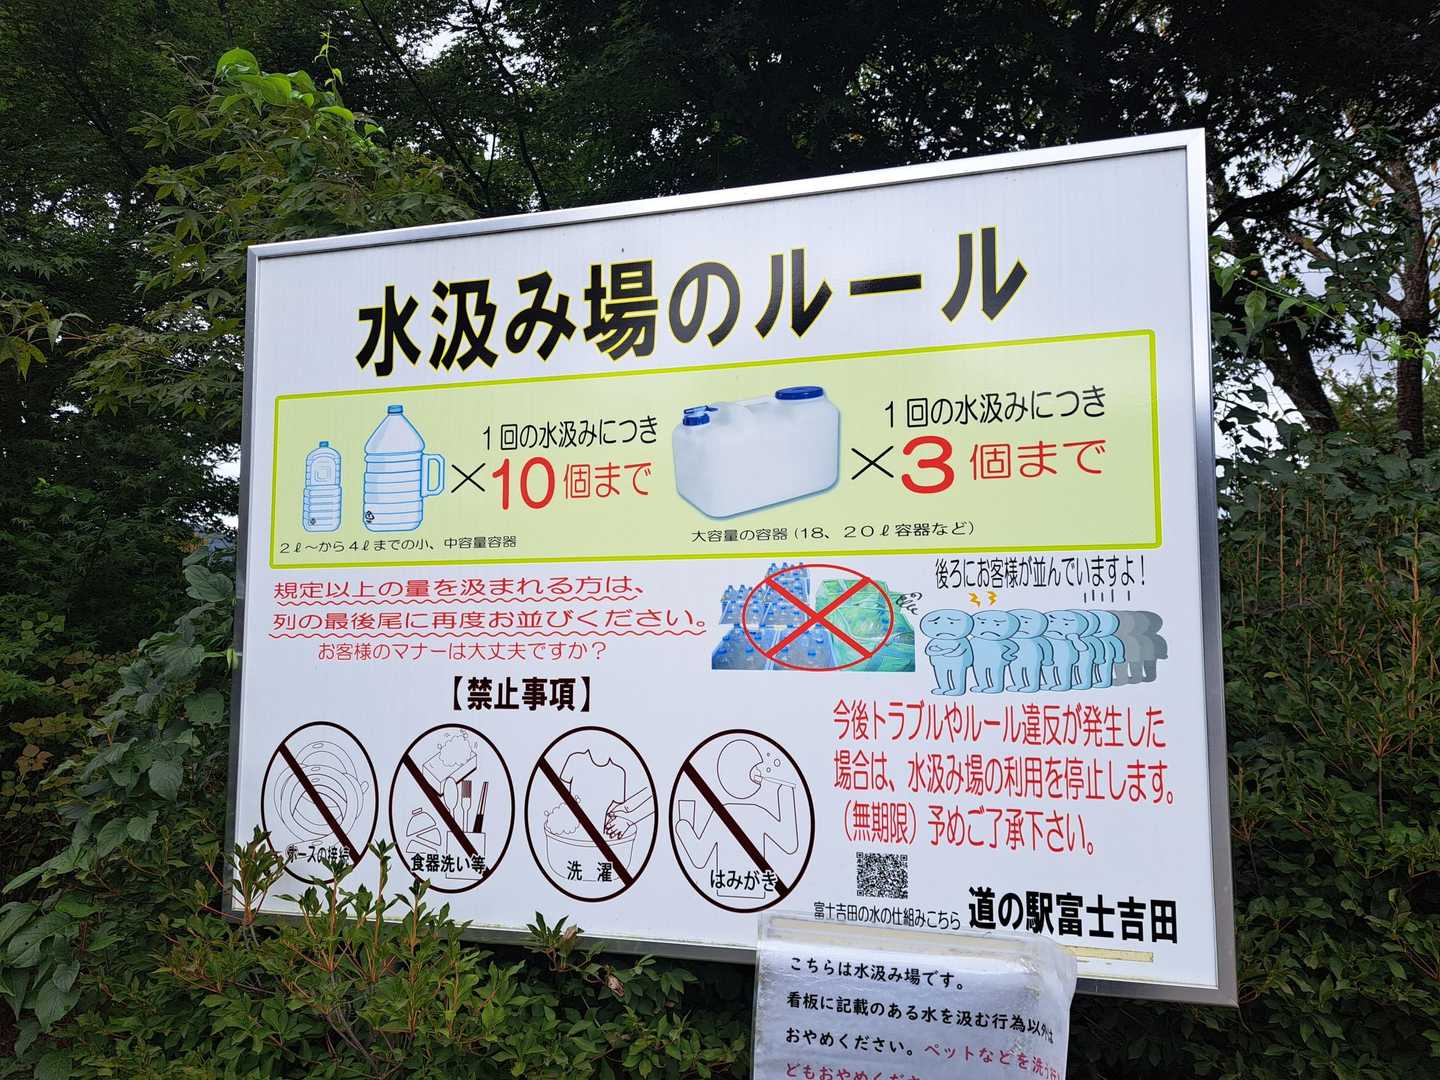 水汲み場のルール
1回の水汲みにつき
×10個まで
2ℓ〜から4ℓまでの小、中容量容器
1回の水汲みにつき
×3個まで
大容量の容器(18、20ℓ容器など)
規定以上の量を汲まれる方は、
列の最後尾に再度お並びください。
お客様のマナーは大丈夫ですか？
後ろにお客様が並んでいますよ！
【禁止事項】
ホースの接続
食器洗い等
洗濯
はみがき
今後トラブルやルール違反が発生した
場合は、水汲み場の利用を停止します。
（無期限）予めご了承下さい。
富士吉田の水の仕組みこちら
道の駅富士吉田
こちらは水汲み場です。
看板に記載のある水を汲む行為以外は
おやめください。ペットなどを洗う行
どもおやめくださ